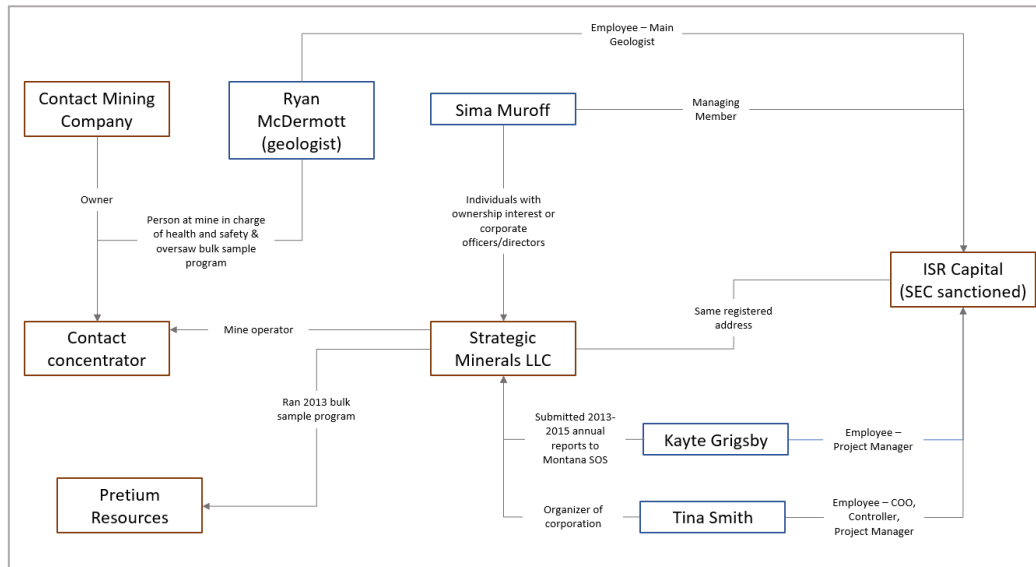 Employee – Main
Geologist
Contact Mining
Company
Ryan
McDermott
(geologist)
Sima Muroff
Managing
Member
Owner
Person at mine in charge
of health and safety &
oversaw bulk sample
program
Individuals with
ownership interest or
corporate
officers/directors
ISR Capital
(SEC sanctioned)
Same registered
address
Contact
concentrator
Mine operator
Strategic
Minerals LLC
Ran 2013 bulk
sample program
Submitted 2013-
2015 annual
reports to
Montana SOS
Kayte Grigsby
Employee –
Project Manager
Pretium
Resources
Organizer of
corporation
Tina Smith
Employee – COO,
Controller,
Project Manager